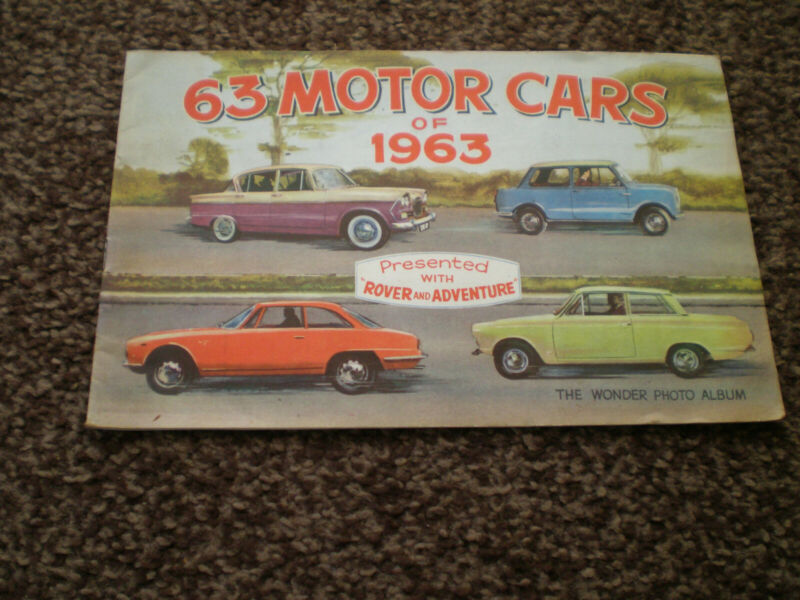 63 MOTOR CARS
OF
1963
Presented
WITH
"ROVER AND ADVENTURE"
THE WONDER PHOTO ALBUM